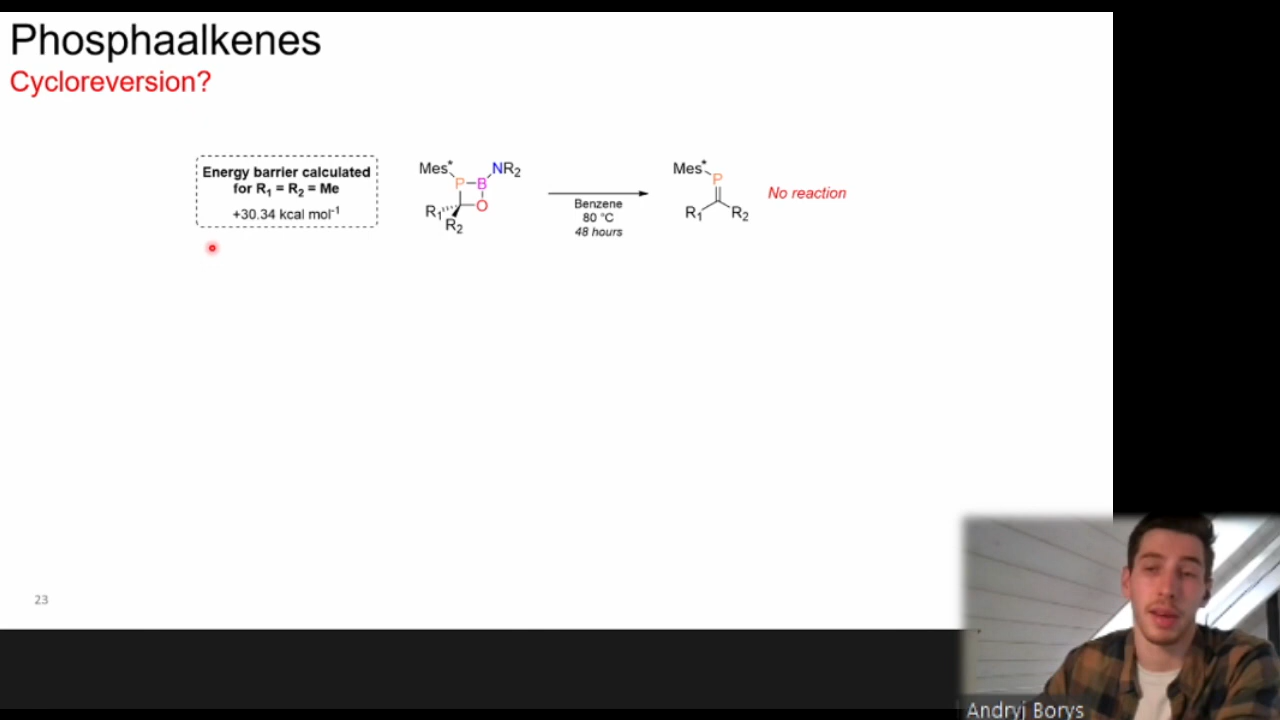 Phosphaalkenes
Cycloreversion?
Energy barrier calculated
for R1 = R2 = Me
+30.34 kcal mol-1
Mes*
NR2
P
B
O
R1
R2
Benzene
80 °C
48 hours
Mes*
P
R1
R2
No reaction
23
Andryj Borys